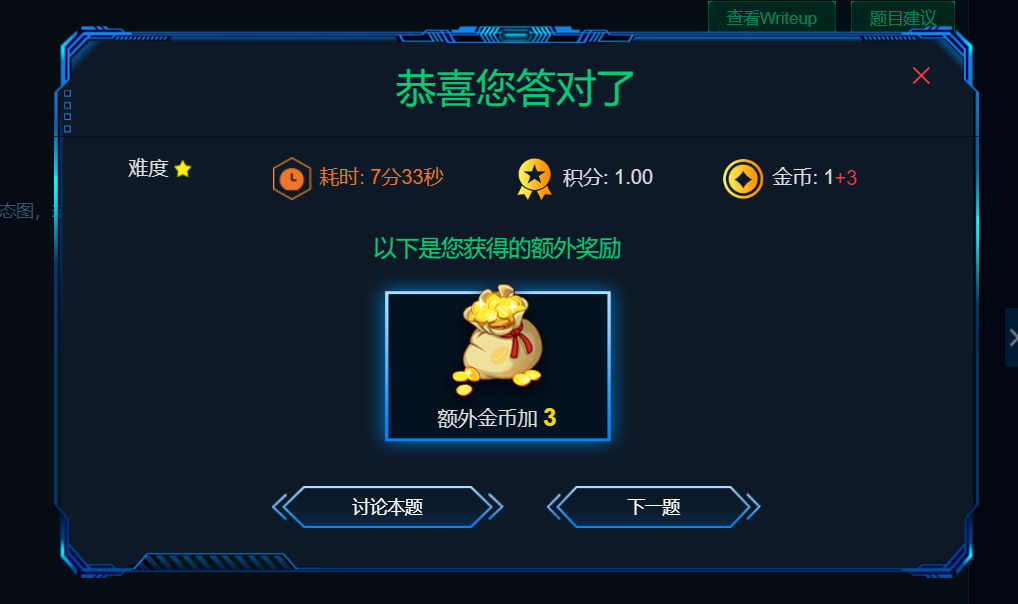 查看Writeup 题目建议
恭喜您答对了
难度 耗时: 7分33秒 积分: 1.00 金币: 1+3
态图，
以下是您获得的额外奖励
额外金币加 3
讨论本题 下一题